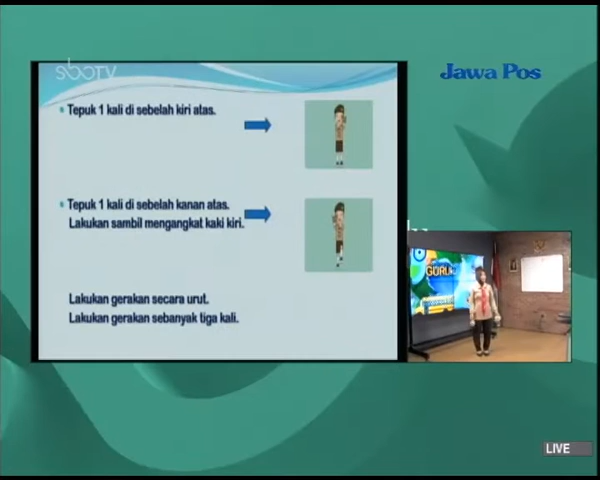 sboTV
Jawa Pos
Tepuk 1 kali di sebelah kiri atas.
Tepuk 1 kali di sebelah kanan atas.
Lakukan sambil mengangkat kaki kiri.
Lakukan gerakan secara urut.
Lakukan gerakan sebanyak tiga kali.
GURUKU
LIVE